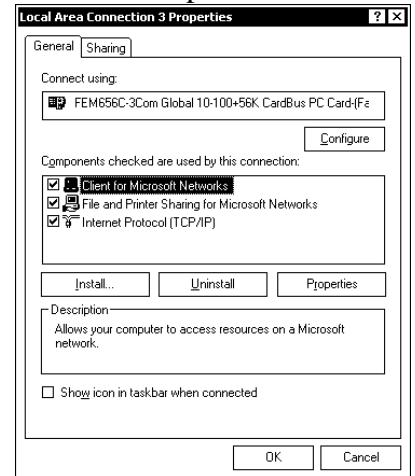 Local Area Connection 3 Properties
General Sharing
Connect using:
FEM656C-3Com Global 10-100+56K CardBus PC Card-(Fa
Configure
Components checked are used by this connection:
Client for Microsoft Networks
File and Printer Sharing for Microsoft Networks
Internet Protocol (TCP/IP)
Install... Uninstall Properties
Description
Allows your computer to access resources on a Microsoft
network.
Show icon in taskbar when connected
OK Cancel